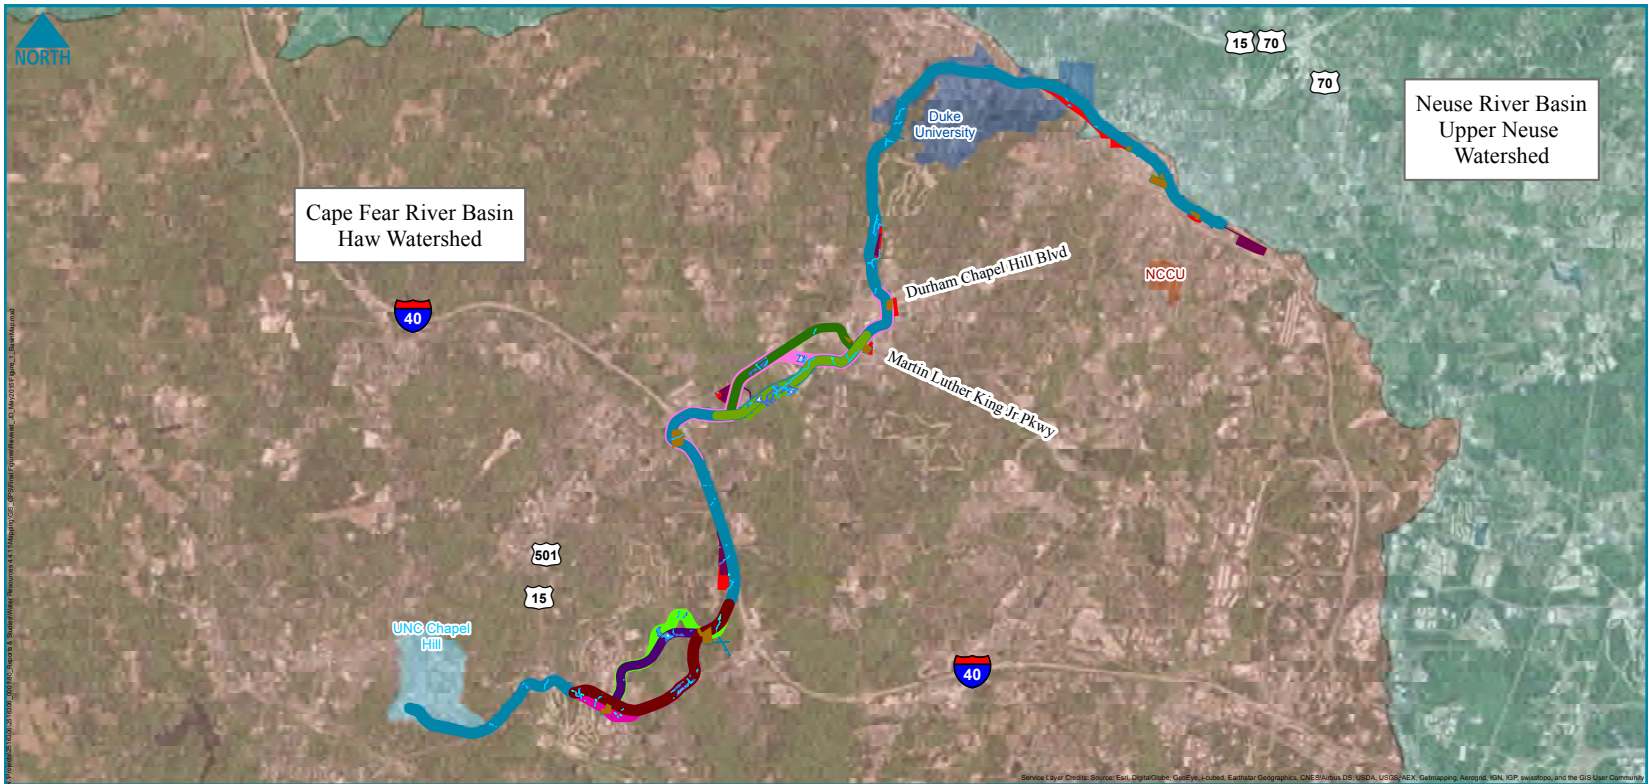 NORTH
15 70
70
Neuse River Basin
Upper Neuse
Watershed
Duke
University
Cape Fear River Basin
Haw Watershed
Durham Chapel Hill Blvd
NCCU
40
Martin Luther King Jr Pkwy
501
15
UNC Chapel
Hill
40
Service Layer Credits: Source: Esri, DigitalGlobe, GeoEye, i-cubed, Earthstar Geographics, CNES/Airbus DS, USDA, USGS, AEX, Getmapping, Aerogrid, IGN, IGP, swisstopo, and the GIS User Community